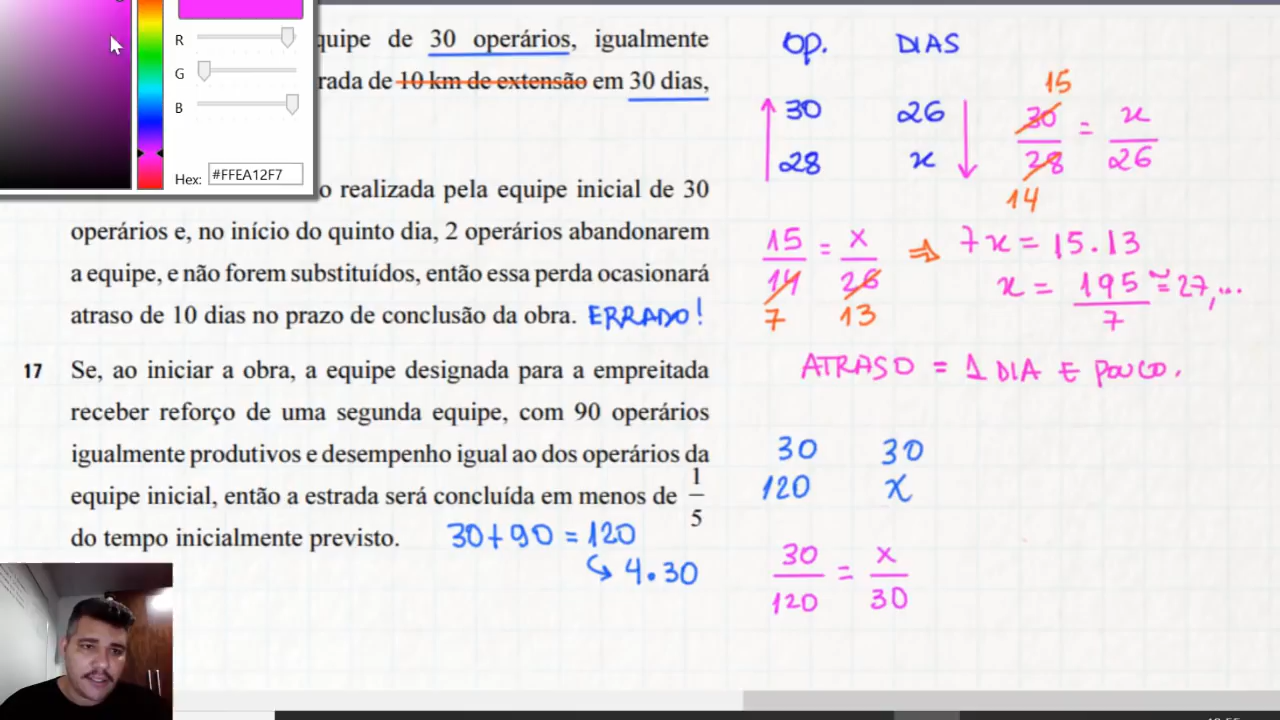 R
G
B
Hex: #FFEA12F7
quipe de 30 operários, igualmente
rada de 10 km de extensão em 30 dias,
o realizada pela equipe inicial de 30
operários e, no início do quinto dia, 2 operários abandonarem
a equipe, e não forem substituídos, então essa perda ocasionará
atraso de 10 dias no prazo de conclusão da obra. ERRADO!
17 Se, ao iniciar a obra, a equipe designada para a empreitada
receber reforço de uma segunda equipe, com 90 operários
igualmente produtivos e desempenho igual ao dos operários da
equipe inicial, então a estrada será concluída em menos de 1/5
do tempo inicialmente previsto. 30+90=120
↳ 4.30
OP. DIAS
↑ 30 26 ↓
28 x
15
30/28 = x/26
14
15/14 = x/26 ⇒ 7x = 15.13
7 13
x = 195/7 ≅ 27,...
ATRASO = 1 DIA E POUCO.
30 30
120 x
30/120 = x/30